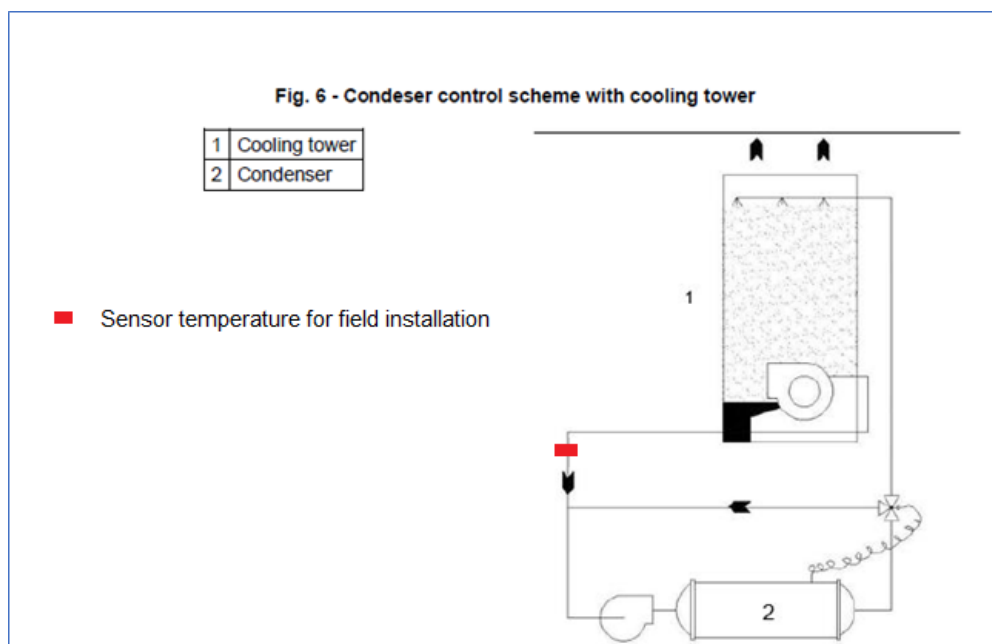 Fig. 6 - Condeser control scheme with cooling tower
1 Cooling tower
2 Condenser
1
Sensor temperature for field installation
2